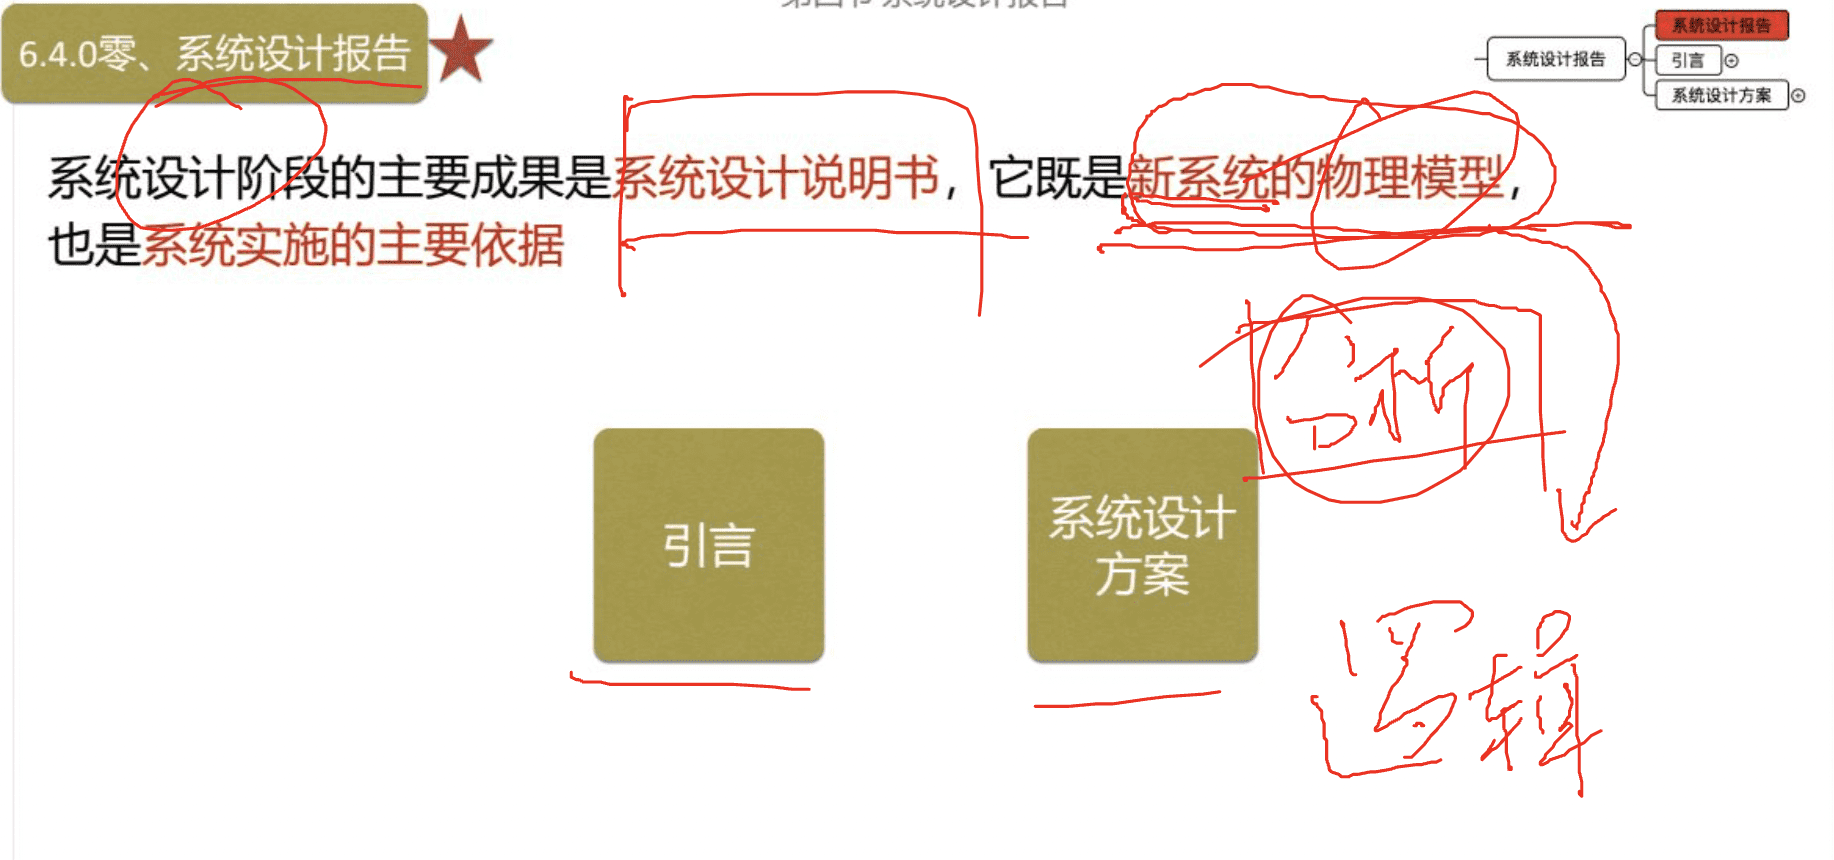 第四节 系统设计报告
6.4.0零、系统设计报告
系统设计报告
系统设计报告
引言
系统设计方案
系统设计阶段的主要成果是系统设计说明书，它既是新系统的物理模型，
也是系统实施的主要依据
分析
引言
系统设计
方案
逻辑